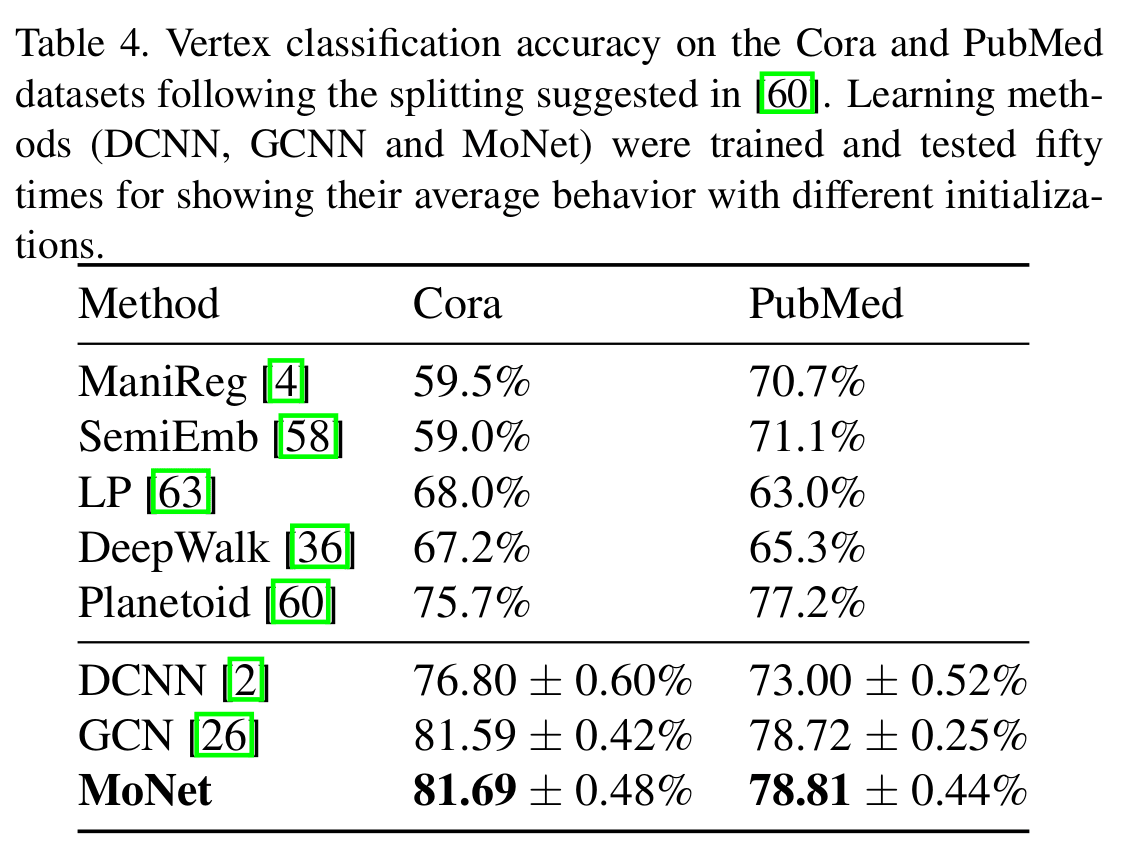 Table 4. Vertex classification accuracy on the Cora and PubMed
datasets following the splitting suggested in [60]. Learning meth-
ods (DCNN, GCNN and MoNet) were trained and tested fifty
times for showing their average behavior with different initializa-
tions.
Method Cora PubMed
ManiReg [4] 59.5% 70.7%
SemiEmb [58] 59.0% 71.1%
LP [63] 68.0% 63.0%
DeepWalk [36] 67.2% 65.3%
Planetoid [60] 75.7% 77.2%
DCNN [2] 76.80 ± 0.60% 73.00 ± 0.52%
GCN [26] 81.59 ± 0.42% 78.72 ± 0.25%
MoNet 81.69 ± 0.48% 78.81 ± 0.44%